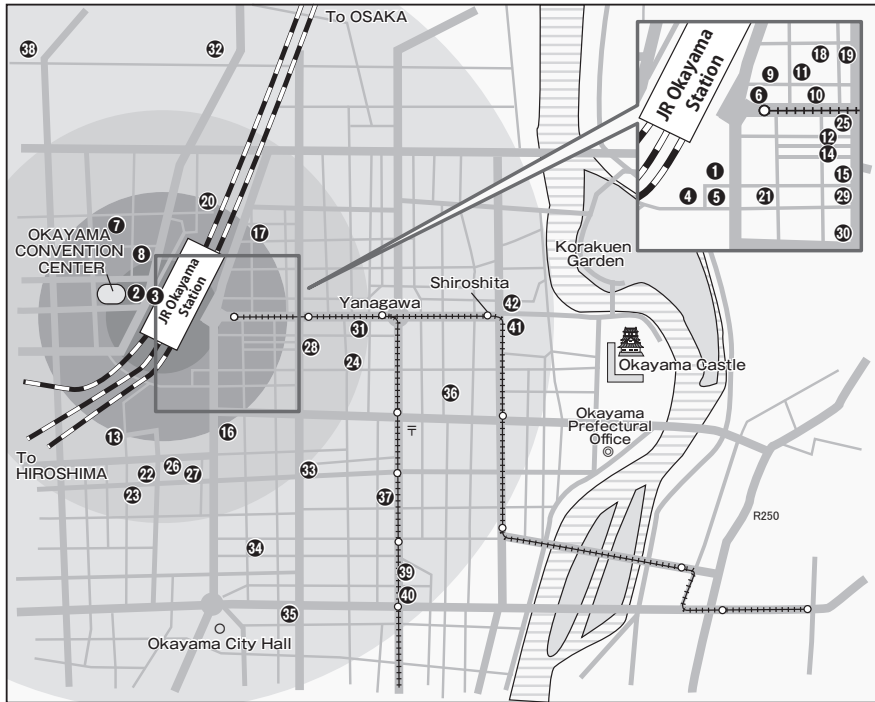 To OSAKA
38
32
JR Okayama
Station
18
19
9
11
6
10
25
12
14
1
15
4
5
21
29
30
20
7
17
OKAYAMA
CONVENTION
CENTER
8
2
3
JR Okayama
Station
Korakuen
Garden
Yanagawa
Shiroshita
42
31
41
28
24
Okayama Castle
36
Okayama
Prefectural
Office
16
〒
13
To
HIROSHIMA
26
22
27
33
23
37
R250
34
39
40
35
Okayama City Hall